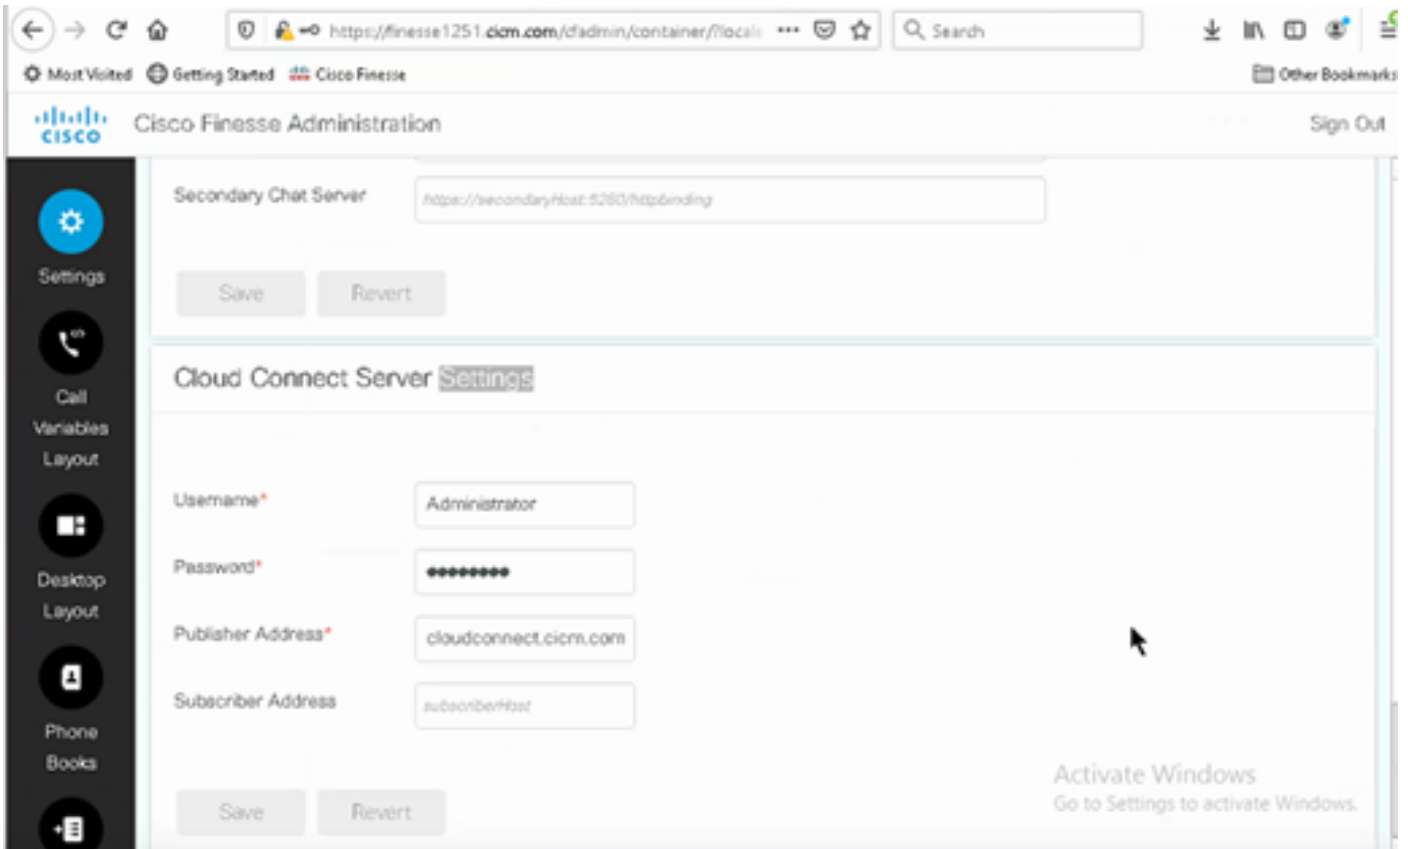 https://finesse1251.cicm.com/cfadmin/container/?locale
Search
Most Visited
Getting Started
Cisco Finesse
Other Bookmarks
CISCO
Cisco Finesse Administration
Sign Out
Secondary Chat Server
https://secondaryHost:5280/httpbinding
Save
Revert
Settings
Call
Variables
Layout
Desktop
Layout
Phone
Books
Cloud Connect Server Settings
Username*
Administrator
Password*
●●●●●●●●
Publisher Address*
cloudconnect.cicm.com
Subscriber Address
subscriberHost
Save
Revert
Activate Windows
Go to Settings to activate Windows.